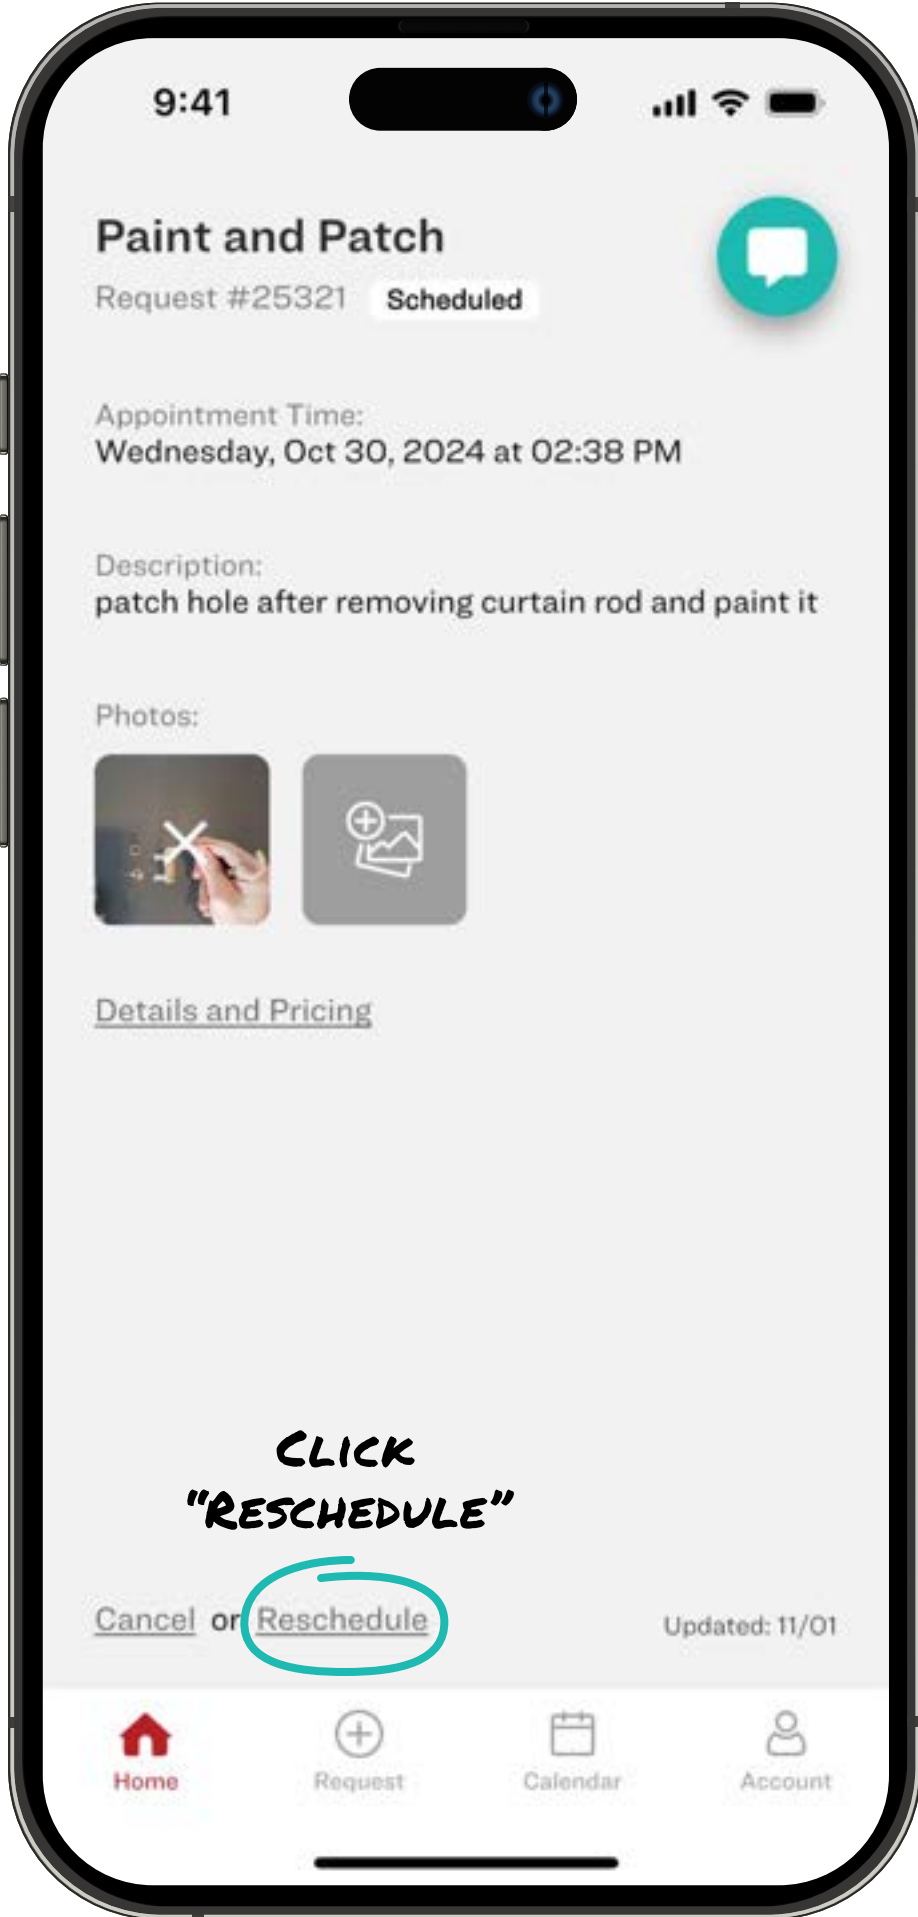 9:41
Paint and Patch
Request #25321 Scheduled
Appointment Time:
Wednesday, Oct 30, 2024 at 02:38 PM
Description:
patch hole after removing curtain rod and paint it
Photos:
Details and Pricing
CLICK
“RESCHEDULE”
Cancel or Reschedule Updated: 11/01
Home Request Calendar Account